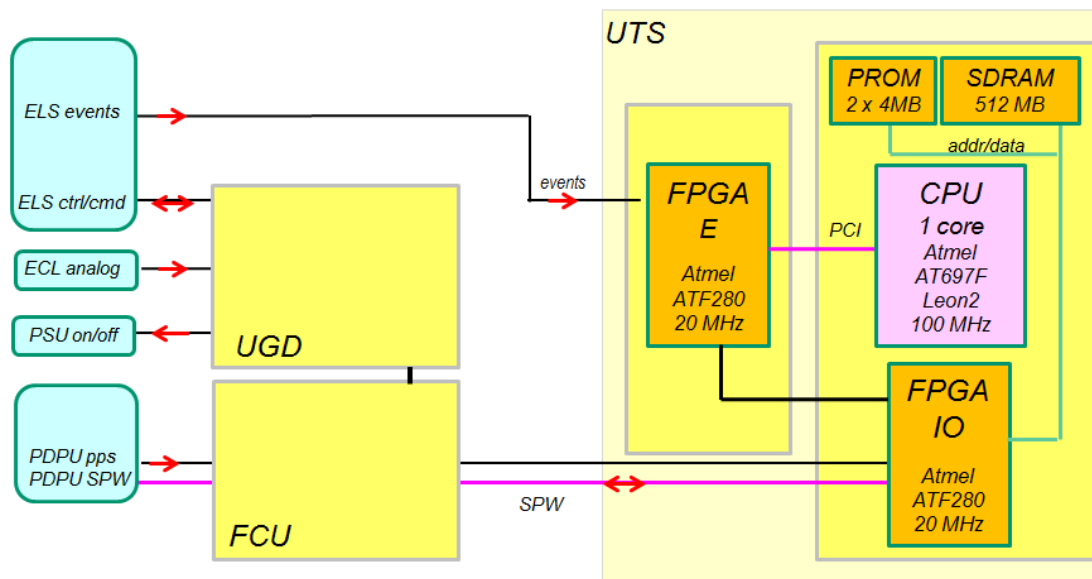 UTS
PROM
2 x 4MB
SDRAM
512 MB
addr/data
ELS events
ELS ctrl/cmd
events
FPGA
E
Atmel
ATF280
20 MHz
PCI
CPU
1 core
Atmel
AT697F
Leon2
100 MHz
ECL analog
PSU on/off
UGD
PDPU pps
PDPU SPW
SPW
FCU
FPGA
IO
Atmel
ATF280
20 MHz